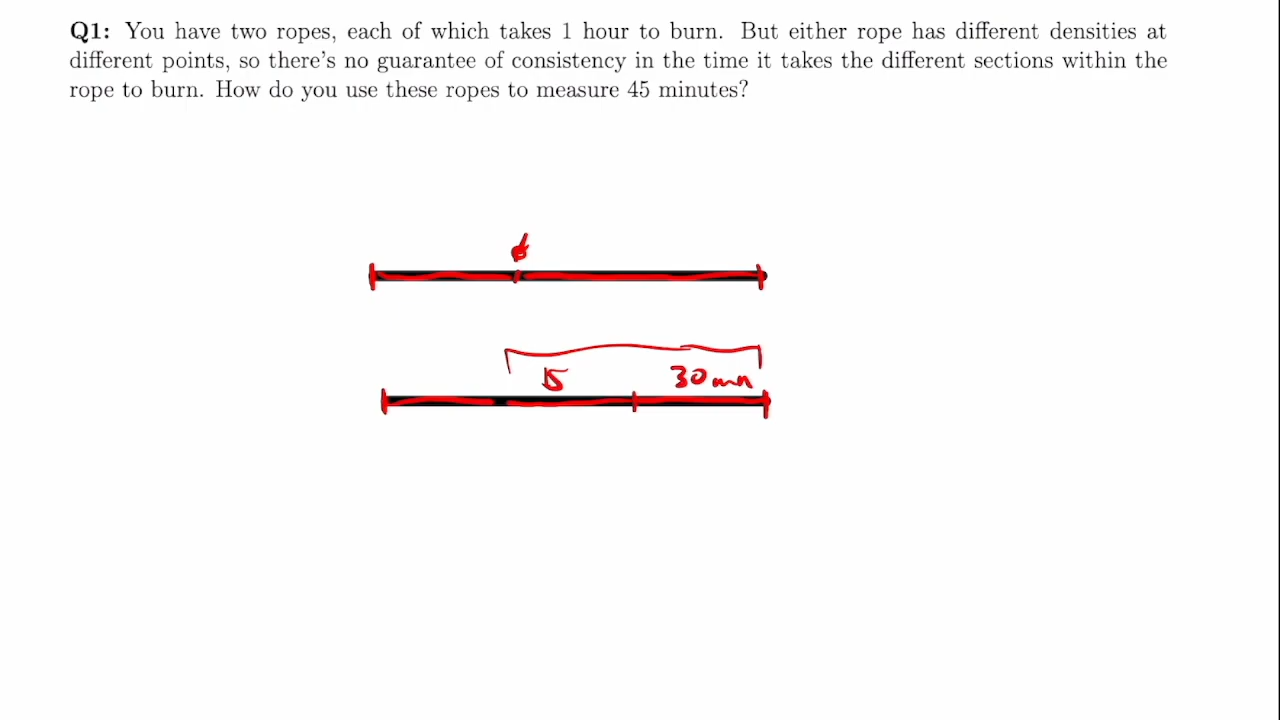 Q1: You have two ropes, each of which takes 1 hour to burn. But either rope has different densities at
different points, so there's no guarantee of consistency in the time it takes the different sections within the
rope to burn. How do you use these ropes to measure 45 minutes?
15 30 min